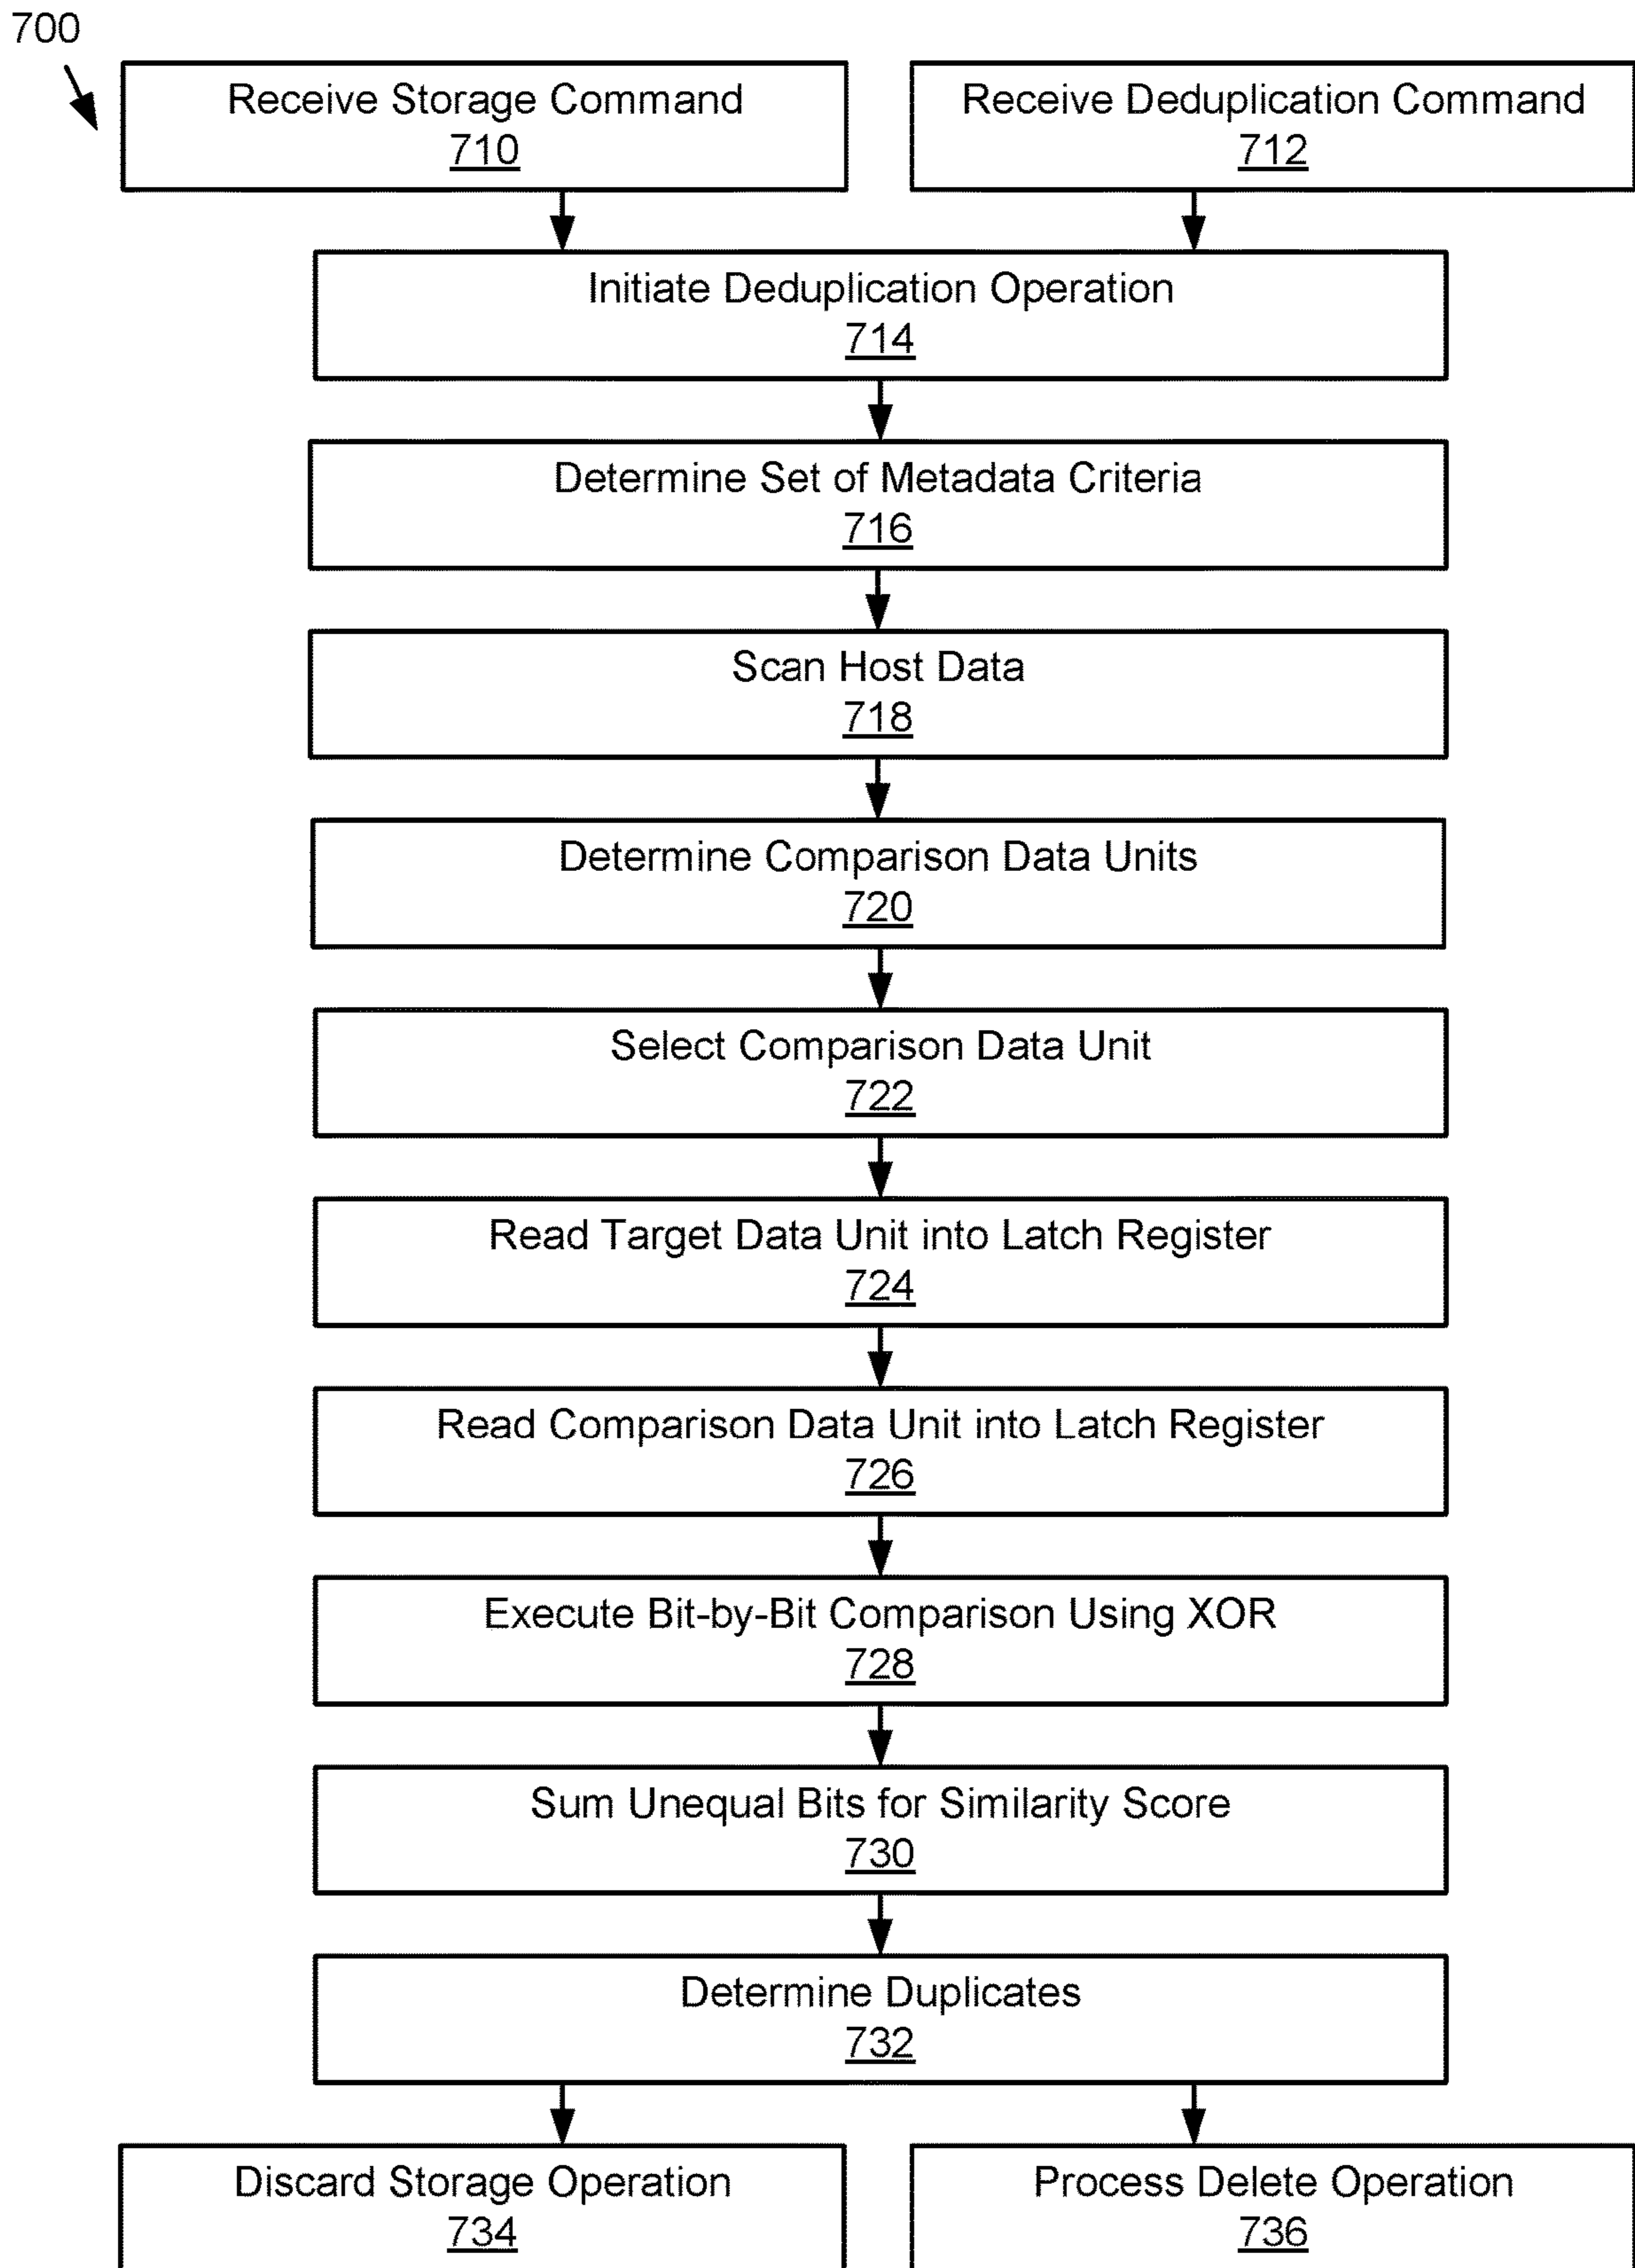 700
Receive Storage Command
710
Receive Deduplication Command
712
Initiate Deduplication Operation
714
Determine Set of Metadata Criteria
716
Scan Host Data
718
Determine Comparison Data Units
720
Select Comparison Data Unit
722
Read Target Data Unit into Latch Register
724
Read Comparison Data Unit into Latch Register
726
Execute Bit-by-Bit Comparison Using XOR
728
Sum Unequal Bits for Similarity Score
730
Determine Duplicates
732
Discard Storage Operation
734
Process Delete Operation
736